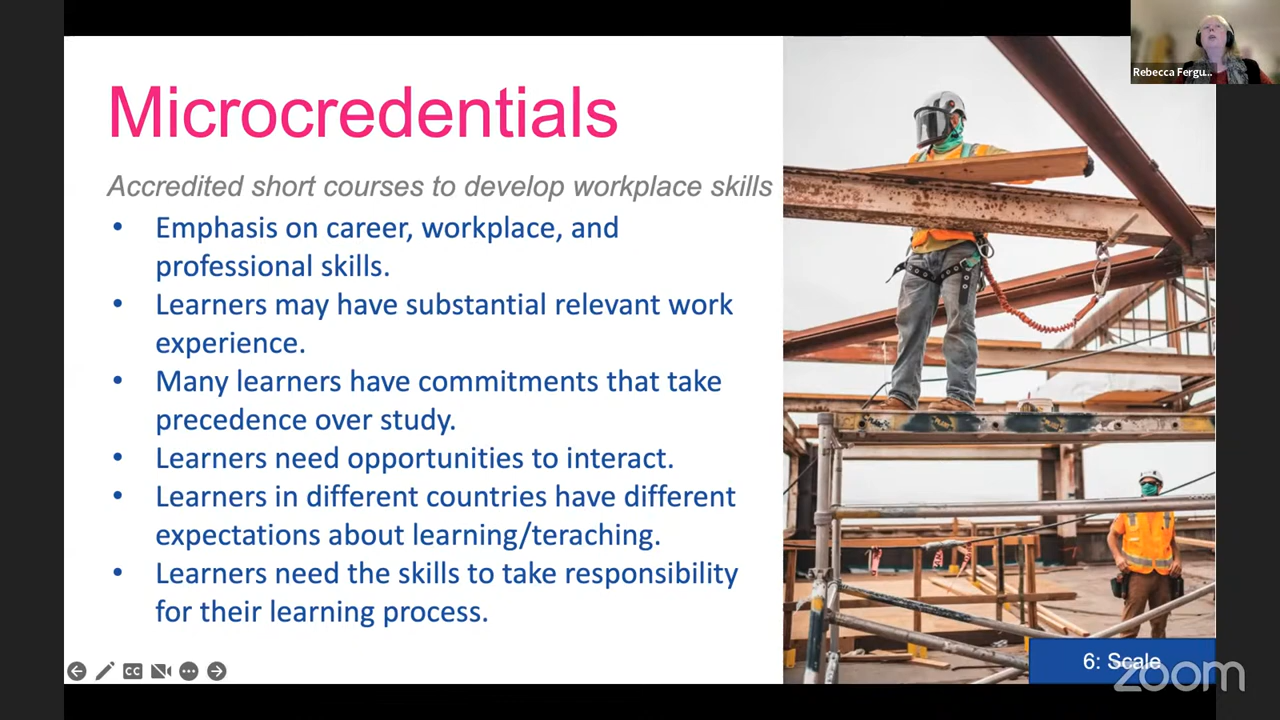 Rebecca Fergu...
Microcredentials
Accredited short courses to develop workplace skills
• Emphasis on career, workplace, and
professional skills.
• Learners may have substantial relevant work
experience.
• Many learners have commitments that take
precedence over study.
• Learners need opportunities to interact.
• Learners in different countries have different
expectations about learning/teraching.
• Learners need the skills to take responsibility
for their learning process.
CC
6: Scale
zoom